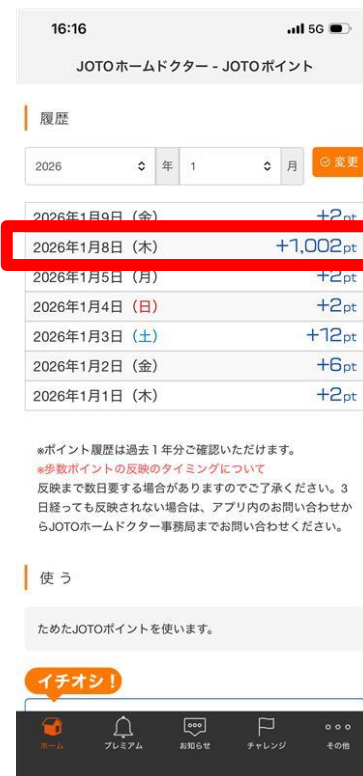 16:16
5G
JOTOホームドクター - JOTOポイント
履歴
2026 年 1 月 変更
2026年1月9日（金） +2pt
2026年1月8日（木） +1,002pt
2026年1月5日（月） +2pt
2026年1月4日（日） +2pt
2026年1月3日（土） +12pt
2026年1月2日（金） +6pt
2026年1月1日（木） +2pt
※ポイント履歴は過去１年分ご確認いただけます。
※歩数ポイントの反映のタイミングについて
反映まで数日要する場合がありますのでご了承ください。3
日経っても反映されない場合は、アプリ内のお問い合わせか
らJOTOホームドクター事務局までお問い合わせください。
使う
ためたJOTOポイントを使います。
イチオシ！
ホーム プレミアム お知らせ チャレンジ その他